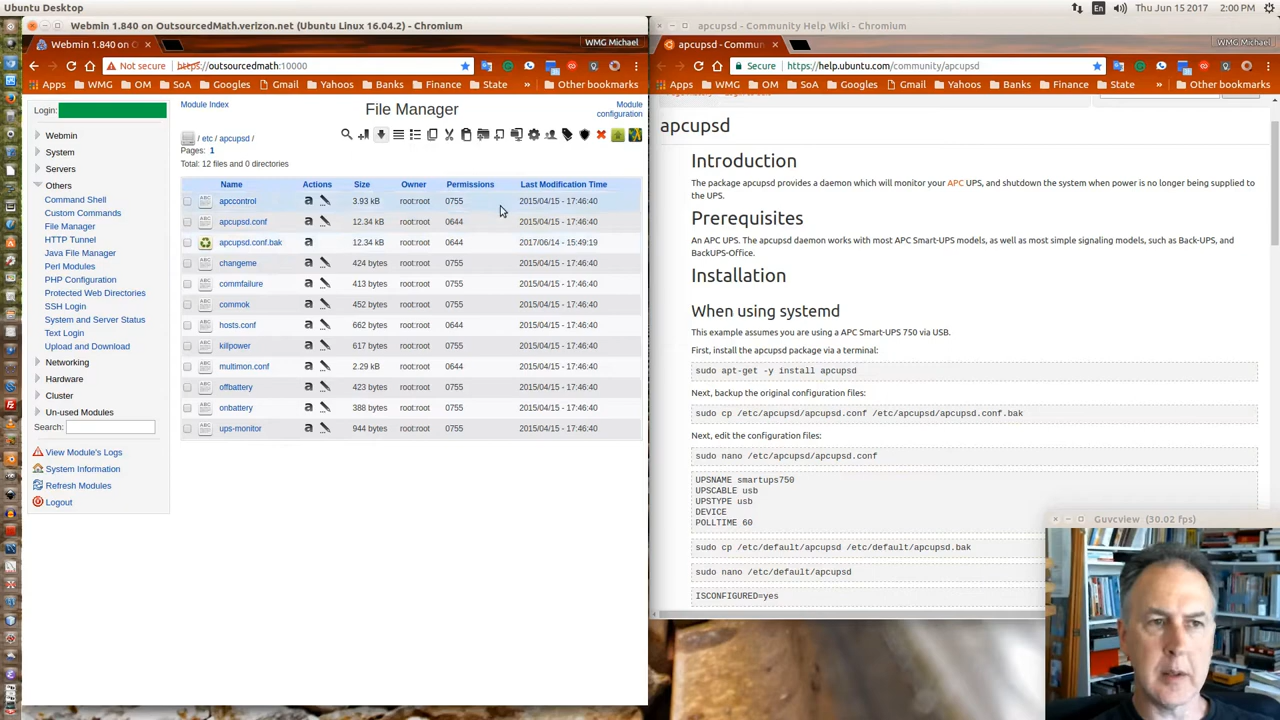 Ubuntu Desktop
En
Thu Jun 15 2017
2:00 PM
Webmin 1.840 on OutsourcedMath.verizon.net (Ubuntu Linux 16.04.2) - Chromium
Webmin 1.840 on O
WMG Michael
Not secure
https://outsourcedmath:10000
Apps
WMG
OM
SoA
Googles
Gmail
Yahoos
Banks
Finance
State
»
Other bookmarks
Login:
Webmin
System
Servers
Others
Command Shell
Custom Commands
File Manager
HTTP Tunnel
Java File Manager
Perl Modules
PHP Configuration
Protected Web Directories
SSH Login
System and Server Status
Text Login
Upload and Download
Networking
Hardware
Cluster
Un-used Modules
Search:
View Module's Logs
System Information
Refresh Modules
Logout
Module Index
File Manager
Module configuration
/ etc / apcupsd /
Pages: 1
Total: 12 files and 0 directories
Name Actions Size Owner Permissions Last Modification Time
apccontrol a 3.93 kB root:root 0755 2015/04/15 - 17:46:40
apcupsd.conf a 12.34 kB root:root 0644 2015/04/15 - 17:46:40
apcupsd.conf.bak a 12.34 kB root:root 0644 2017/06/14 - 15:49:19
changeme a 424 bytes root:root 0755 2015/04/15 - 17:46:40
commfailure a 413 bytes root:root 0755 2015/04/15 - 17:46:40
commok a 452 bytes root:root 0755 2015/04/15 - 17:46:40
hosts.conf a 662 bytes root:root 0644 2015/04/15 - 17:46:40
killpower a 617 bytes root:root 0755 2015/04/15 - 17:46:40
multimon.conf a 2.29 kB root:root 0644 2015/04/15 - 17:46:40
offbattery a 423 bytes root:root 0755 2015/04/15 - 17:46:40
onbattery a 388 bytes root:root 0755 2015/04/15 - 17:46:40
ups-monitor a 944 bytes root:root 0755 2015/04/15 - 17:46:40
apcupsd - Community Help Wiki - Chromium
apcupsd - Commun
WMG Michael
Secure
https://help.ubuntu.com/community/apcupsd
Apps
WMG
OM
SoA
Googles
Gmail
Yahoos
Banks
Finance
State
»
Other bookmarks
apcupsd
Introduction
The package apcupsd provides a daemon which will monitor your APC UPS, and shutdown the system when power is no longer being supplied to
the UPS.
Prerequisites
An APC UPS. The apcupsd daemon works with most APC Smart-UPS models, as well as most simple signaling models, such as Back-UPS, and
BackUPS-Office.
Installation
When using systemd
This example assumes you are using a APC Smart-UPS 750 via USB.
First, install the apcupsd package via a terminal:
sudo apt-get -y install apcupsd
Next, backup the original configuration files:
sudo cp /etc/apcupsd/apcupsd.conf /etc/apcupsd/apcupsd.conf.bak
Next, edit the configuration files:
sudo nano /etc/apcupsd/apcupsd.conf
UPSNAME smartups750
UPSCABLE usb
UPSTYPE usb
DEVICE
POLLTIME 60
sudo cp /etc/default/apcupsd /etc/default/apcupsd.bak
sudo nano /etc/default/apcupsd
ISCONFIGURED=yes
Guvcview (30.02 fps)